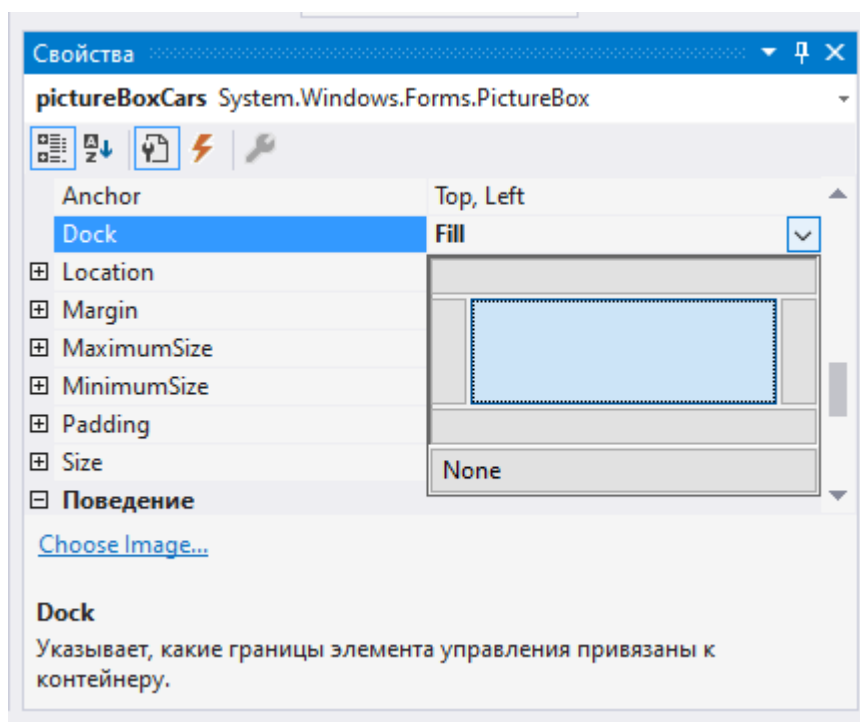 Свойства
pictureBoxCars System.Windows.Forms.PictureBox
Anchor Top, Left
Dock Fill
Location
Margin
MaximumSize
MinimumSize
Padding
Size
None
Поведение
Choose Image...
Dock
Указывает, какие границы элемента управления привязаны к
контейнеру.